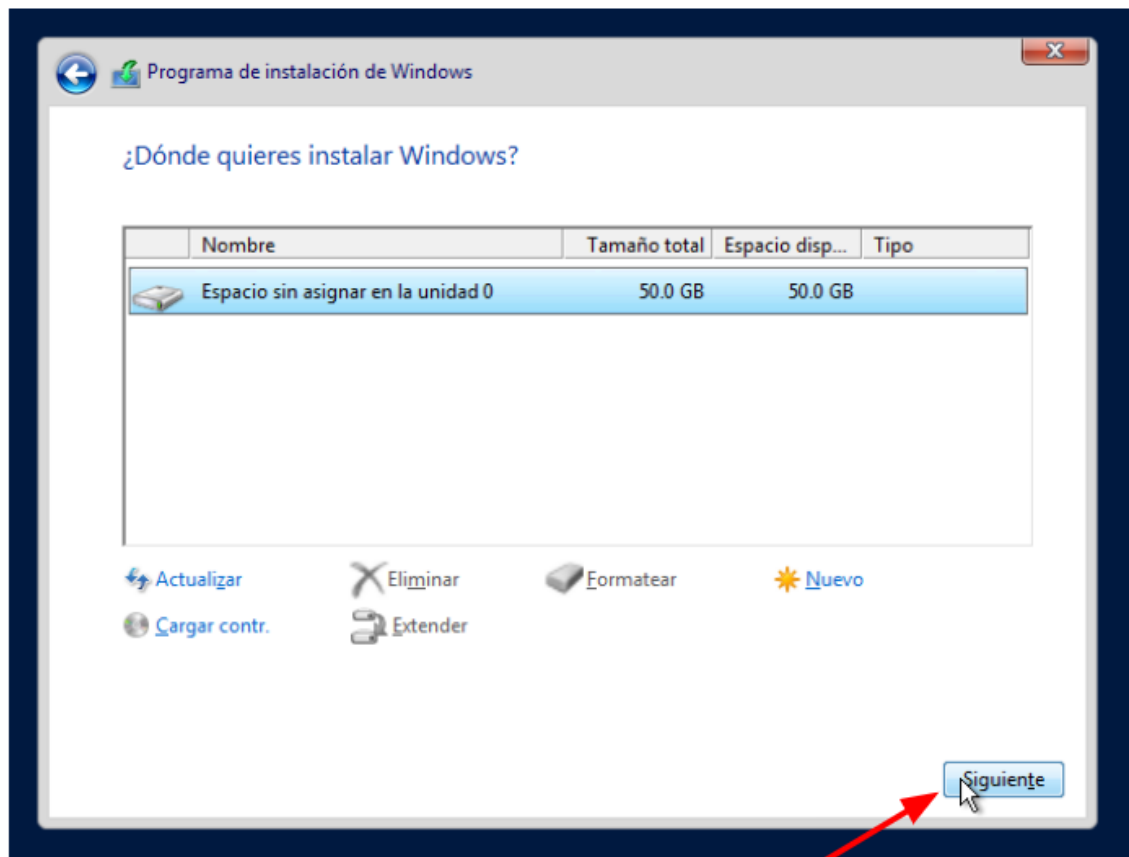 Programa de instalación de Windows
¿Dónde quieres instalar Windows?
Nombre Tamaño total Espacio disp... Tipo
Espacio sin asignar en la unidad 0 50.0 GB 50.0 GB
Actualizar Eliminar Formatear Nuevo
Cargar contr. Extender
Siguiente